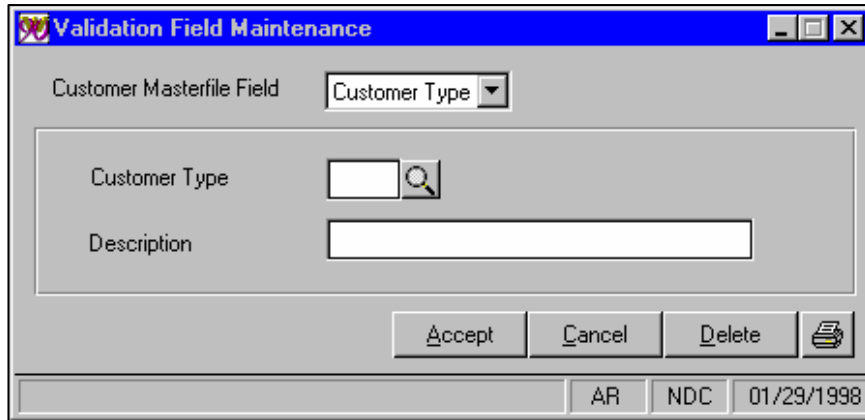 Validation Field Maintenance
Customer Masterfile Field Customer Type
Customer Type
Description
Accept Cancel Delete
AR NDC 01/29/1998